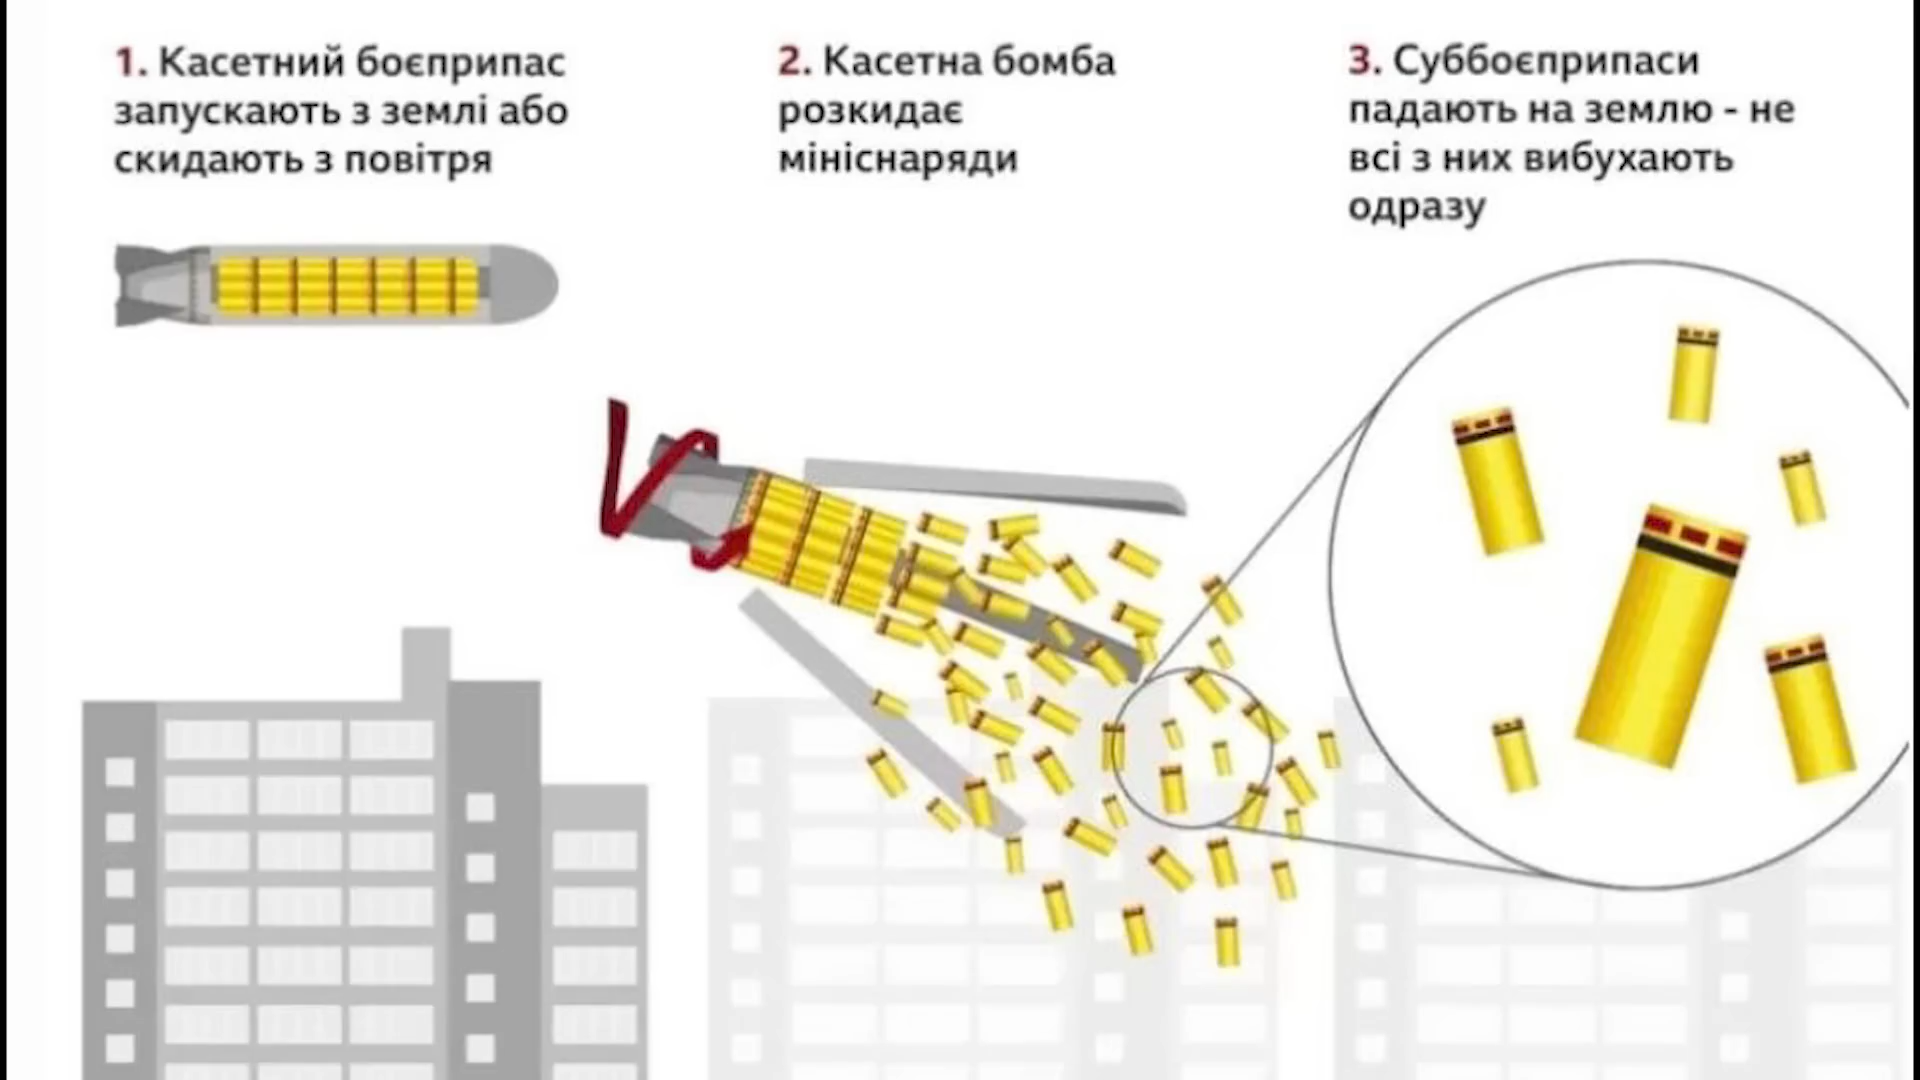 1. Касетний боєприпас
запускають з землі або
скидають з повітря
2. Касетна бомба
розкидає
мініснаряди
3. Суббоєприпаси
падають на землю - не
всі з них вибухають
одразу